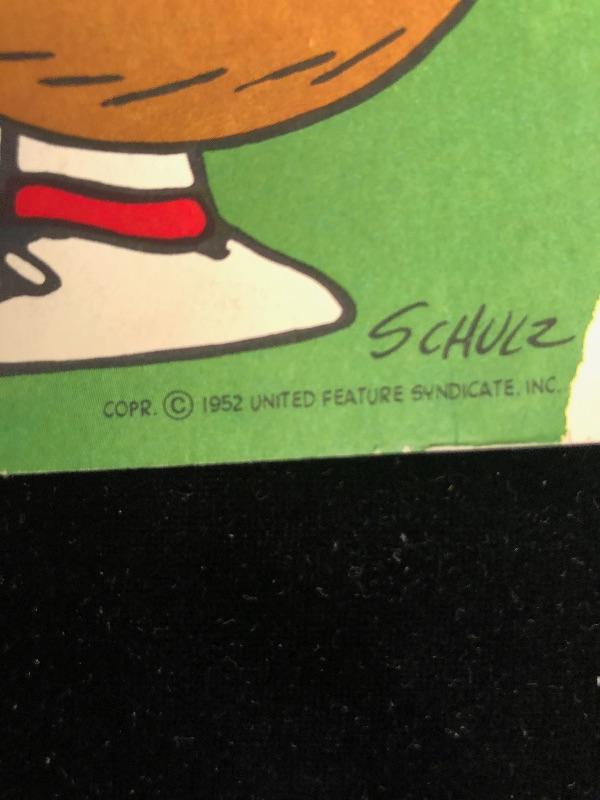 SCHULZ
COPR. © 1952 UNITED FEATURE SYNDICATE, INC.